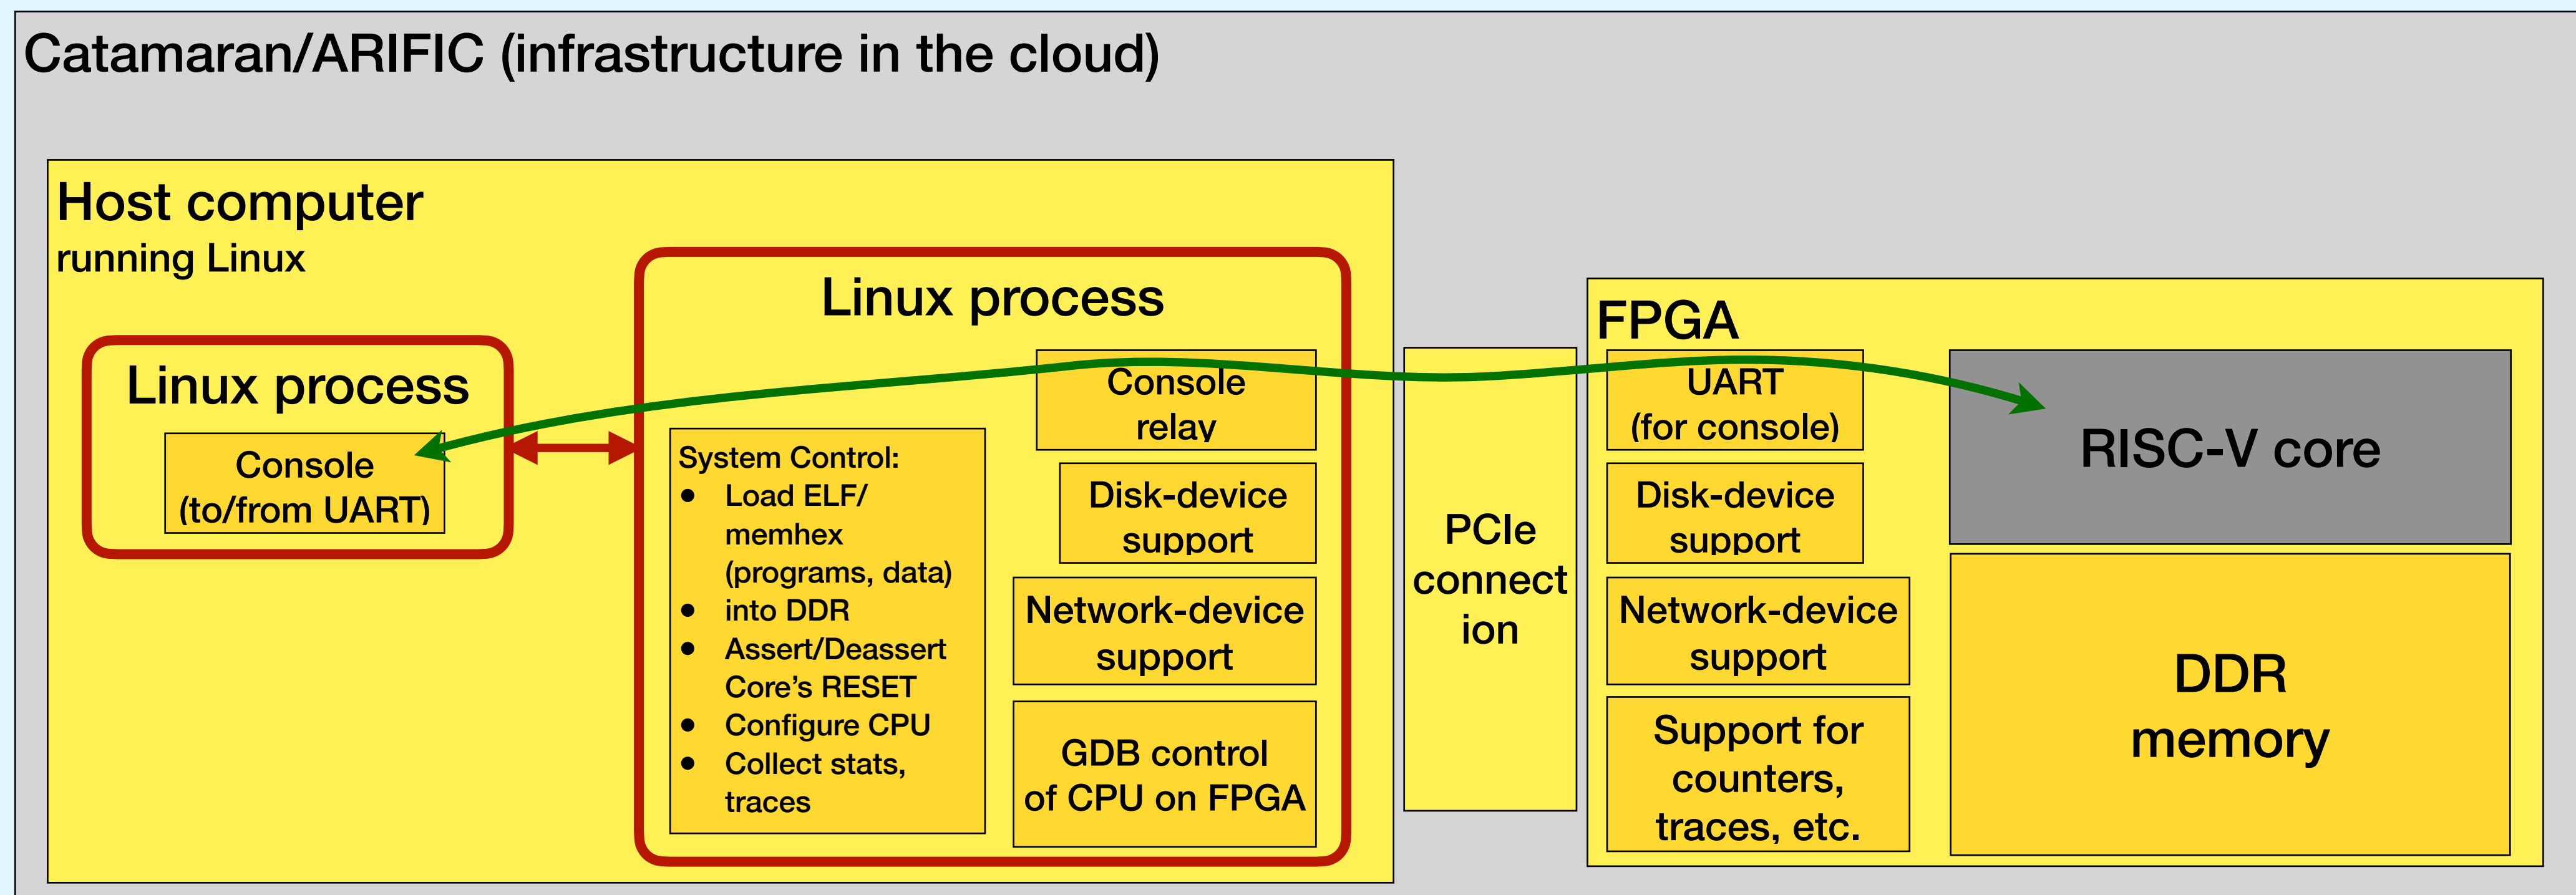 Catamaran/ARIFIC (infrastructure in the cloud)
Host computer
running Linux
Linux process
Console
(to/from UART)
Linux process
System Control:
● Load ELF/
memhex
(programs, data)
● into DDR
● Assert/Deassert
Core’s RESET
● Configure CPU
● Collect stats,
traces
Console
relay
Disk-device
support
Network-device
support
GDB control
of CPU on FPGA
PCIe
connect
ion
FPGA
UART
(for console)
Disk-device
support
Network-device
support
Support for
counters,
traces, etc.
RISC-V core
DDR
memory